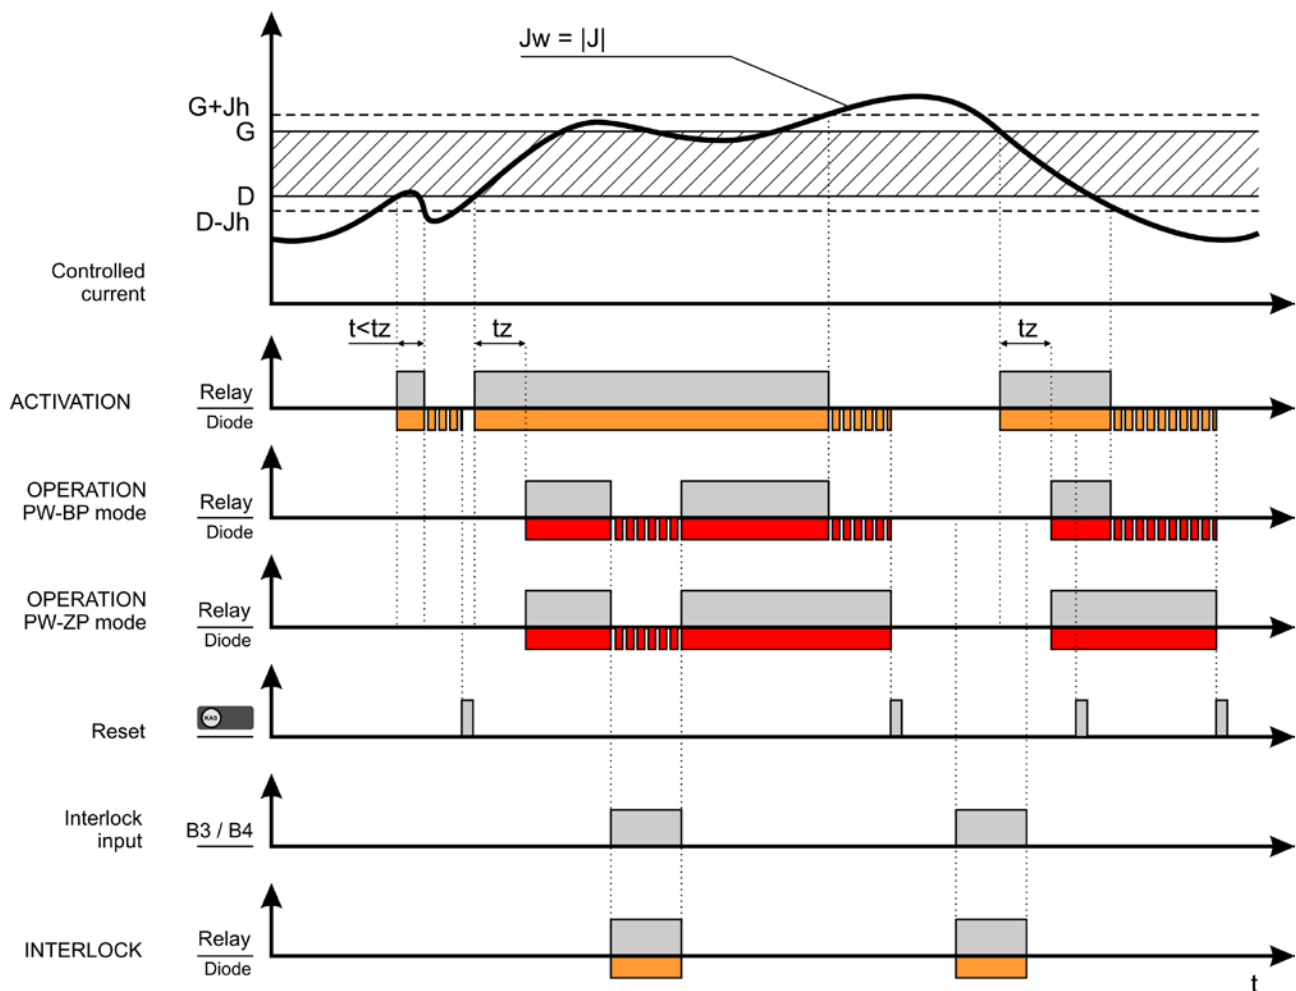 Jw = |J|
G+Jh
G
D
D-Jh
Controlled
current
t<tz
tz
tz
ACTIVATION
Relay
Diode
OPERATION
PW-BP mode
Relay
Diode
OPERATION
PW-ZP mode
Relay
Diode
Reset
KAS
Interlock
input
B3 / B4
INTERLOCK
Relay
Diode
t